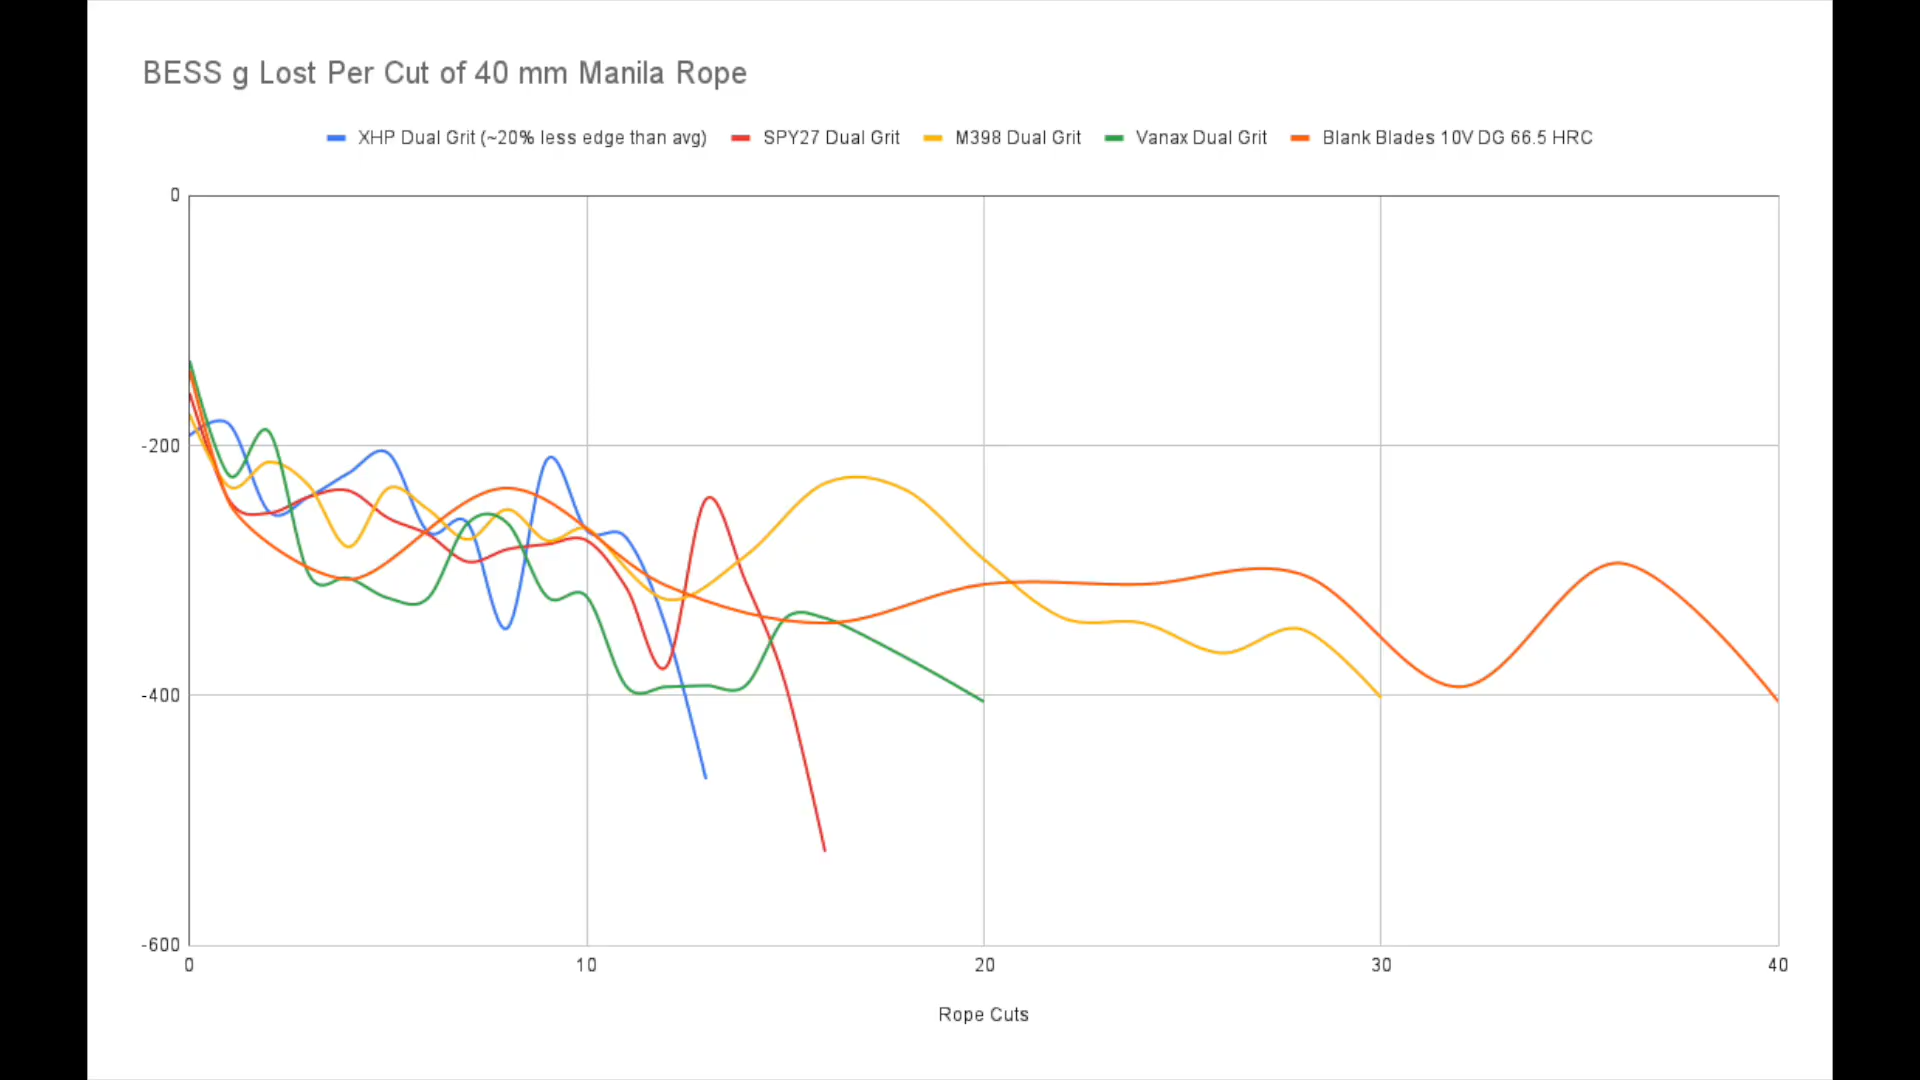 BESS g Lost Per Cut of 40 mm Manila Rope
XHP Dual Grit (~20% less edge than avg) SPY27 Dual Grit M398 Dual Grit Vanax Dual Grit Blank Blades 10V DG 66.5 HRC
0
-200
-400
-600
0 10 20 30 40
Rope Cuts